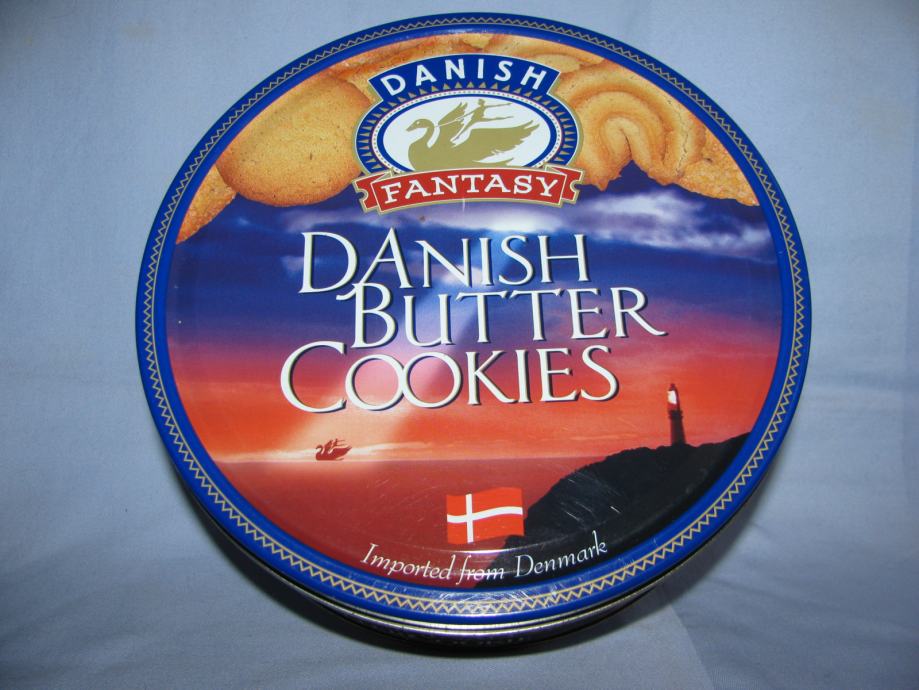 DANISH
FANTASY
DANISH
BUTTER
COOKIES
Imported from Denmark